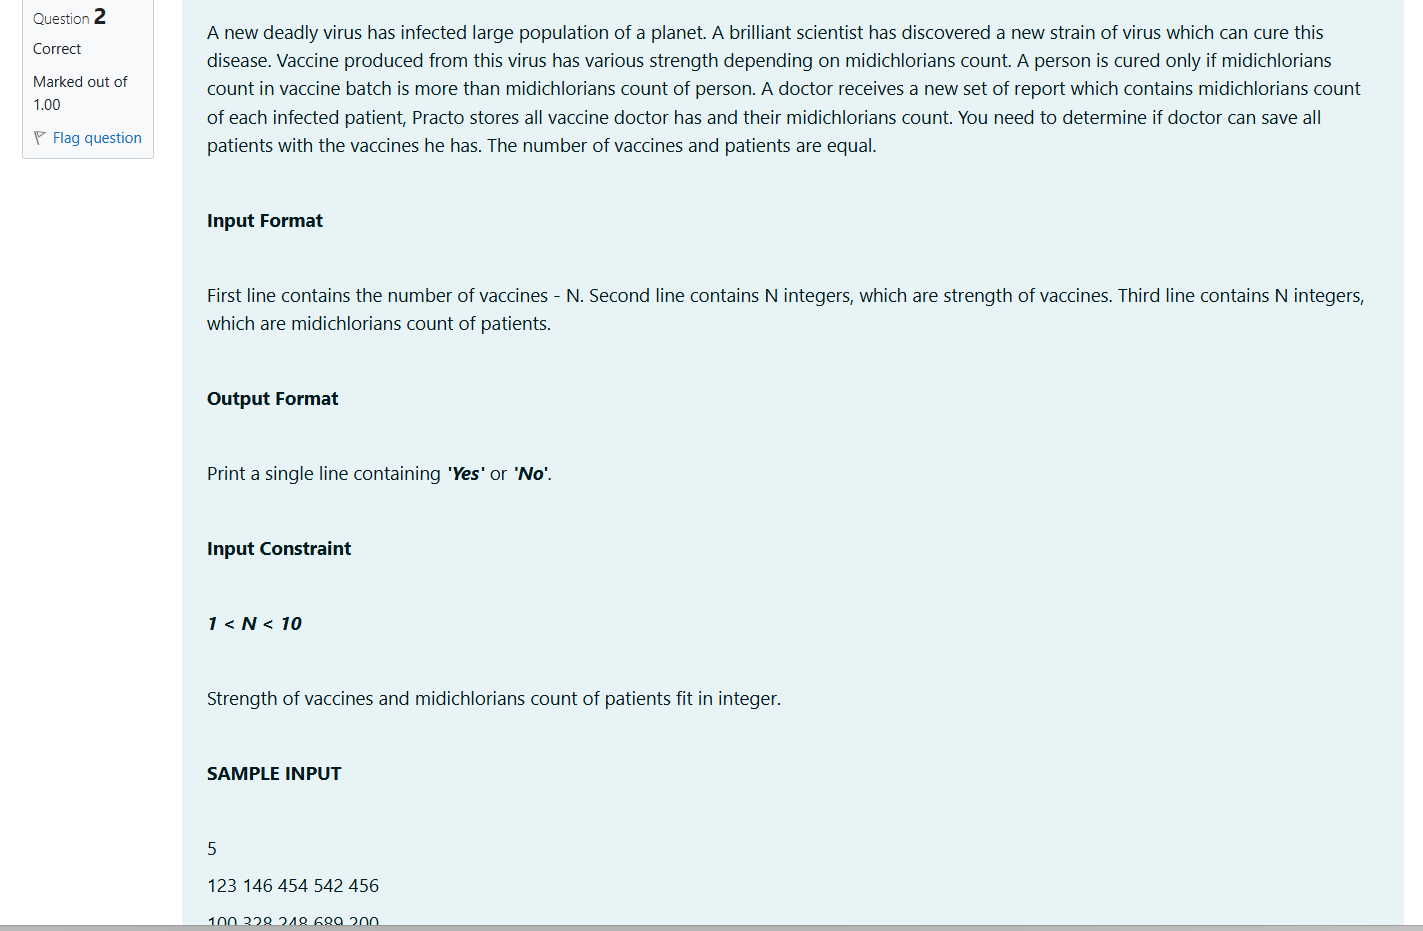 Question 2
Correct
Marked out of
1.00
Flag question
A new deadly virus has infected large population of a planet. A brilliant scientist has discovered a new strain of virus which can cure this
disease. Vaccine produced from this virus has various strength depending on midichlorians count. A person is cured only if midichlorians
count in vaccine batch is more than midichlorians count of person. A doctor receives a new set of report which contains midichlorians count
of each infected patient, Practo stores all vaccine doctor has and their midichlorians count. You need to determine if doctor can save all
patients with the vaccines he has. The number of vaccines and patients are equal.
Input Format
First line contains the number of vaccines - N. Second line contains N integers, which are strength of vaccines. Third line contains N integers,
which are midichlorians count of patients.
Output Format
Print a single line containing 'Yes' or 'No'.
Input Constraint
1 < N < 10
Strength of vaccines and midichlorians count of patients fit in integer.
SAMPLE INPUT
5
123 146 454 542 456
100 328 248 689 200